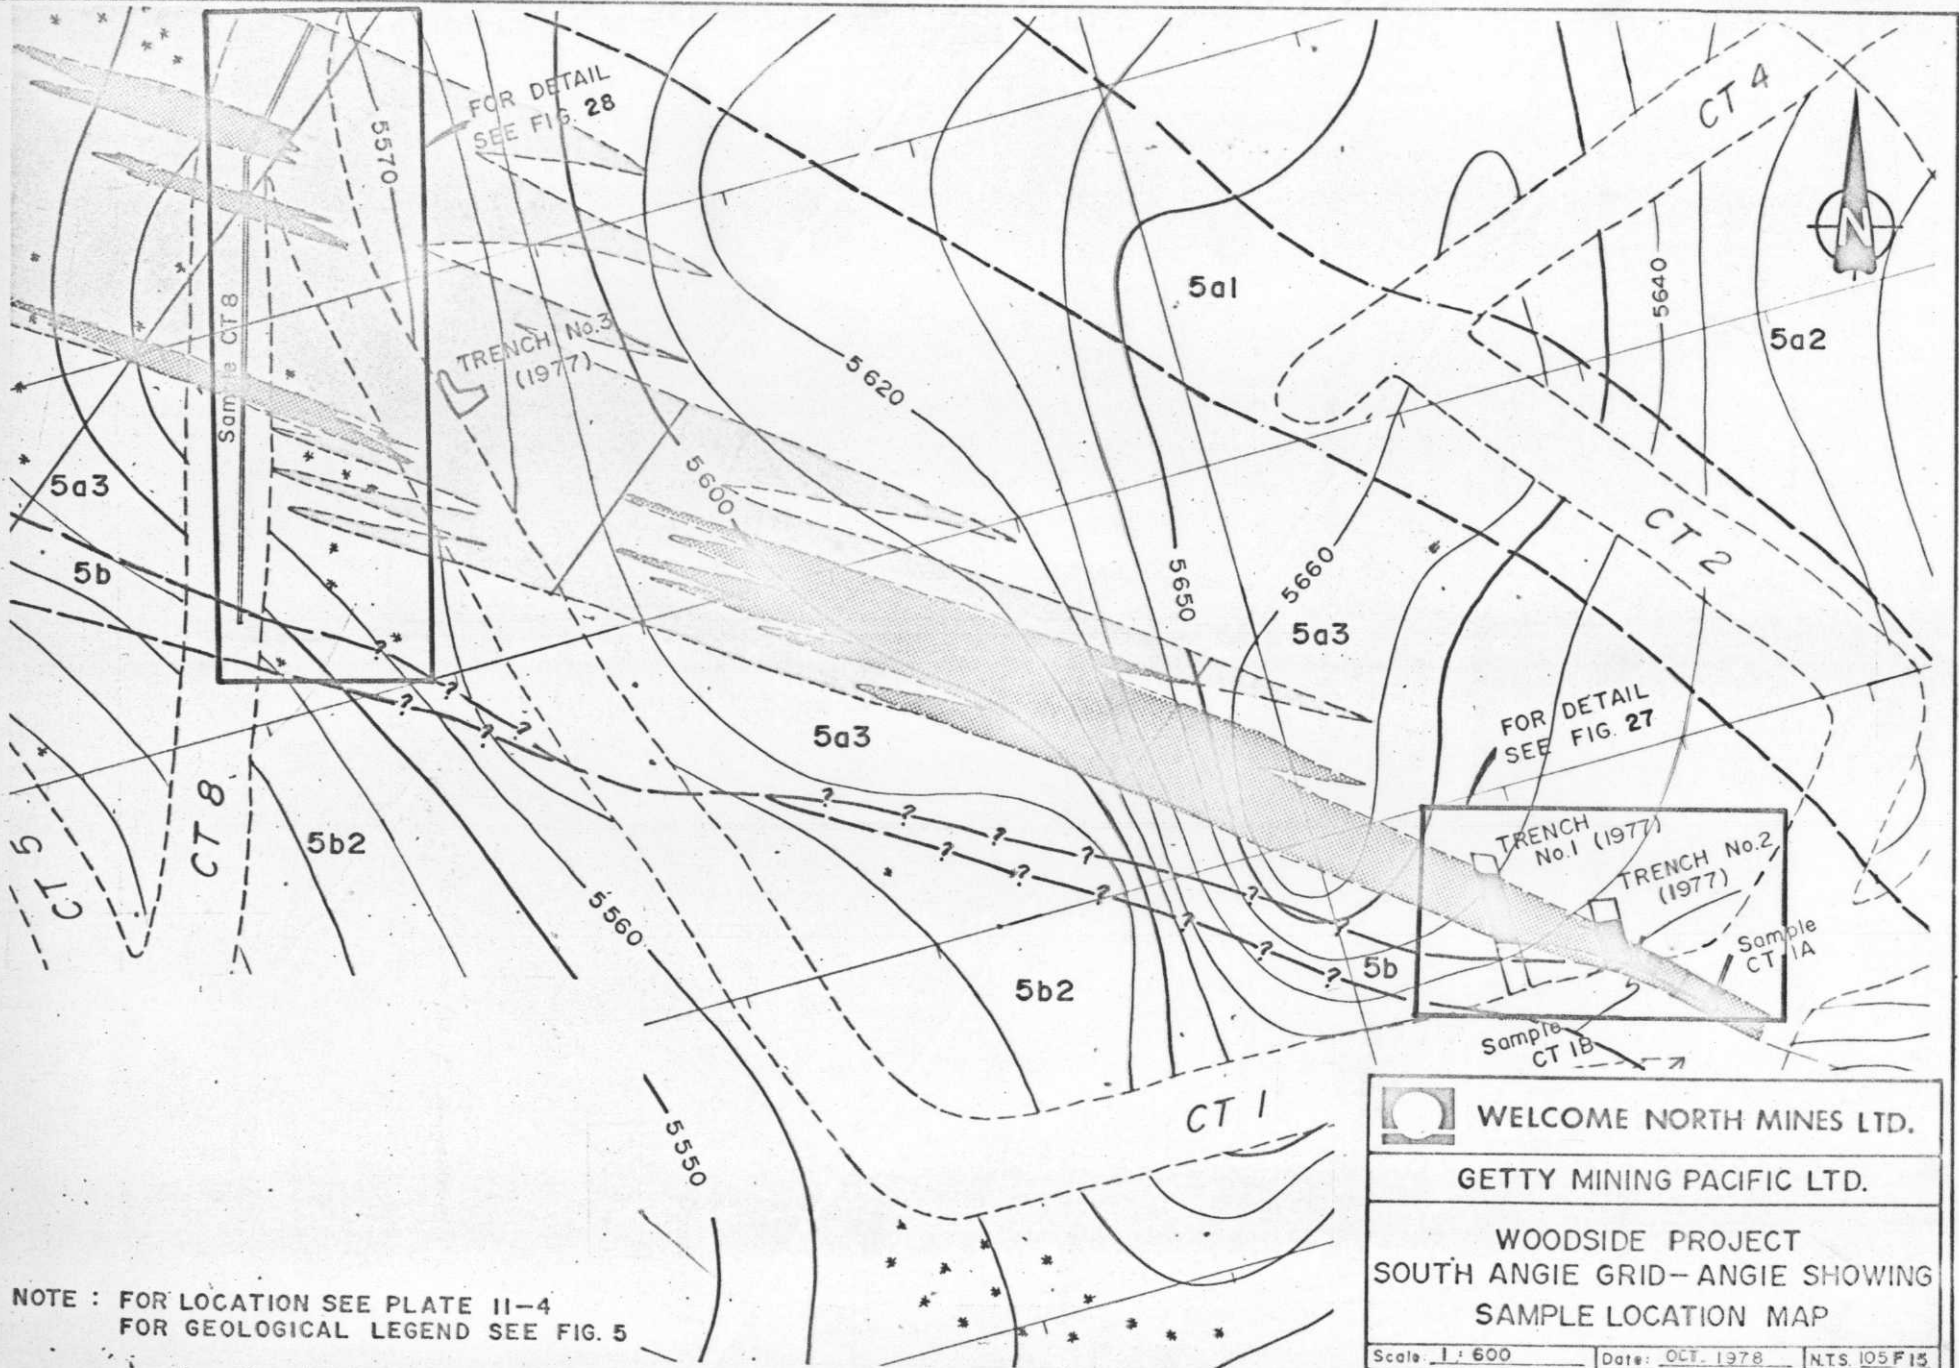 FOR DETAIL
SEE FIG. 28
5570
CT 4
N
5a1
5640
5a2
Sample CT 8
TRENCH No.3
(1977)
5620
5a3
5600
CT 2
5b
5650
5660
5a3
5a3
FOR DETAIL
SEE FIG. 27
CT 5
CT 8
5b2
TRENCH
No.1 (1977)
TRENCH No.2
(1977)
5560
Sample
CT 1A
5b
5b2
Sample
CT 1B
CT 1
5550
WELCOME NORTH MINES LTD.
GETTY MINING PACIFIC LTD.
WOODSIDE PROJECT
SOUTH ANGIE GRID-ANGIE SHOWING
SAMPLE LOCATION MAP
Scale: 1:600 Date: OCT. 1978 N.T.S. 105 F 15
NOTE : FOR LOCATION SEE PLATE II-4
FOR GEOLOGICAL LEGEND SEE FIG. 5